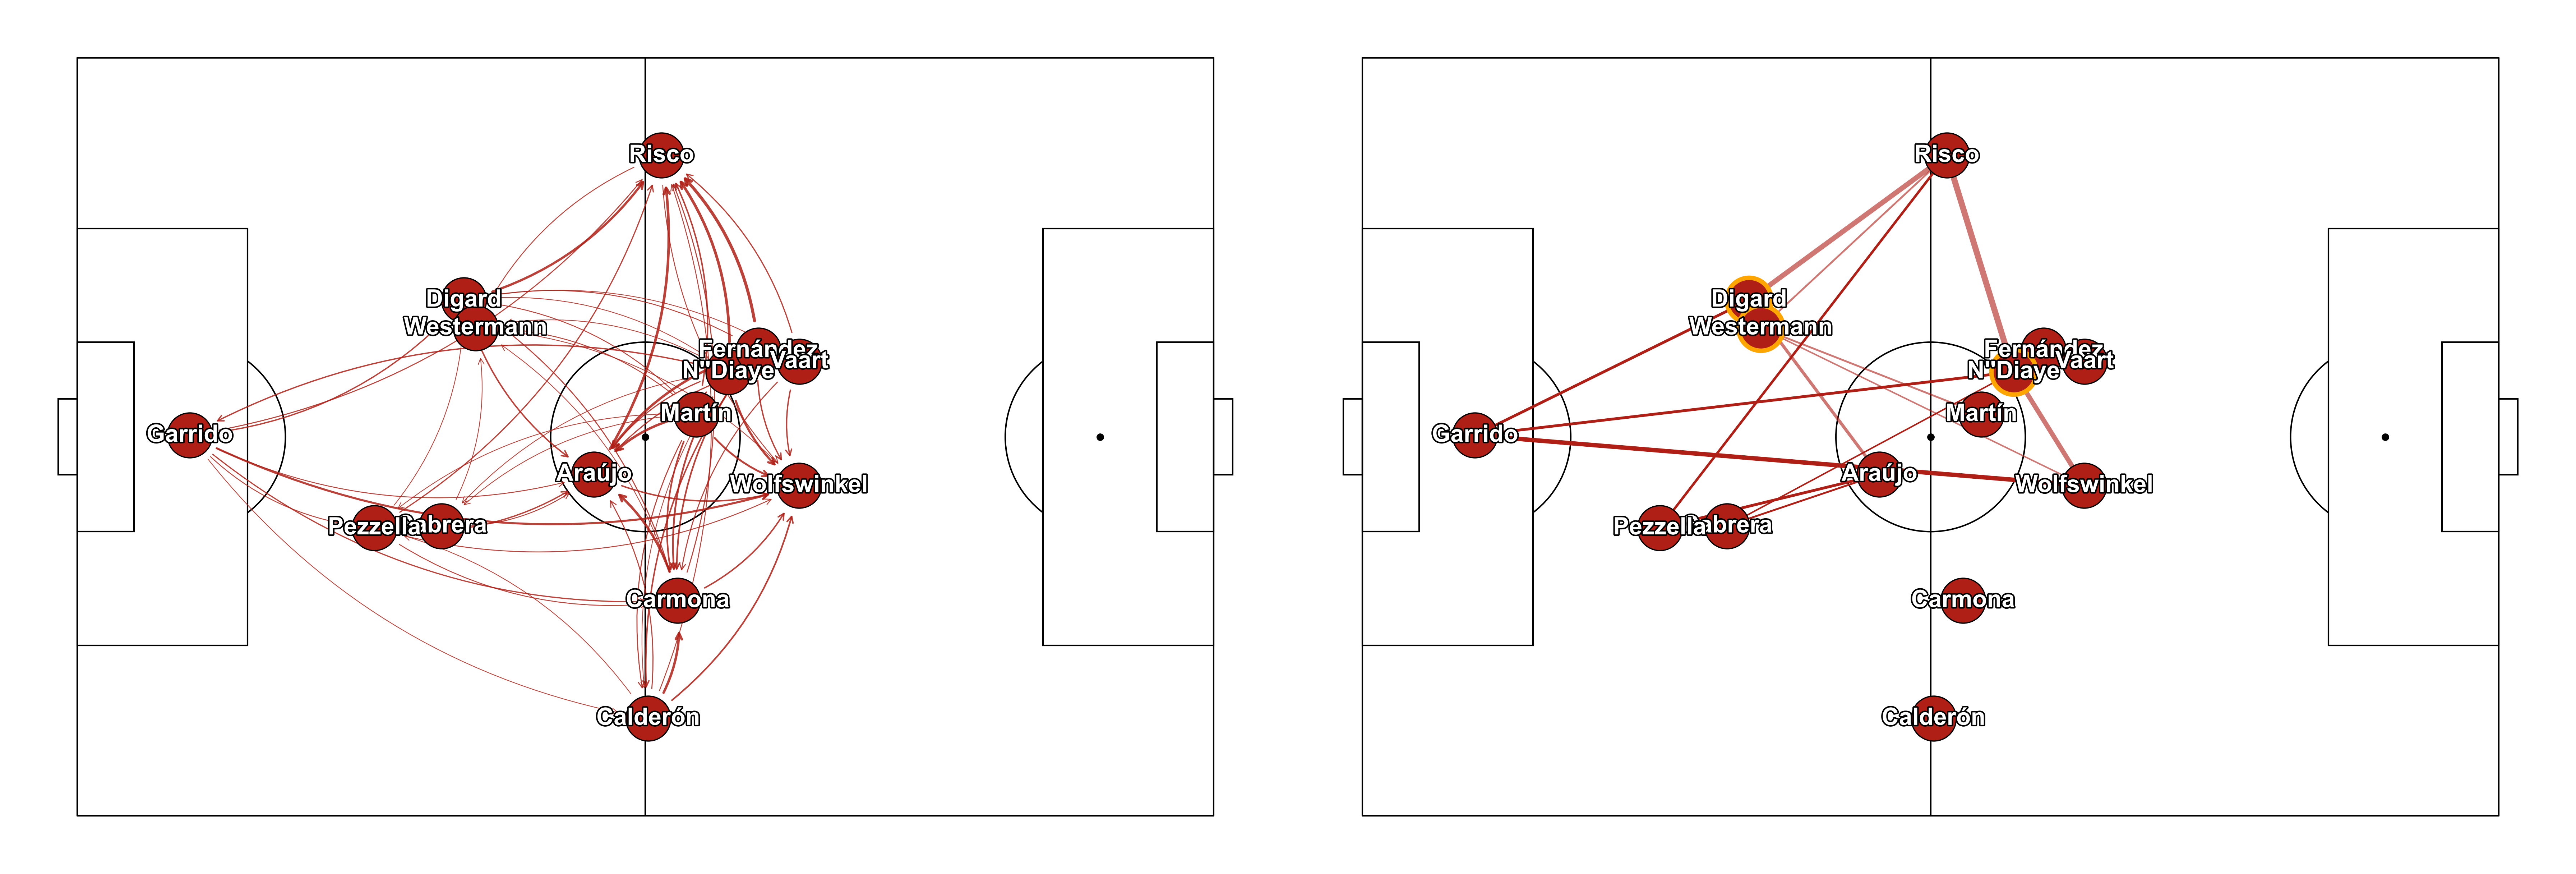 Risco
Digard
Westermann
Fernández
Vaart
N"Diaye
Martín
Garrido
Araújo
Wolfswinkel
Pezzella
Cabrera
Carmona
Calderón
Risco
Digard
Westermann
Fernández
Vaart
N"Diaye
Martín
Garrido
Araújo
Wolfswinkel
Pezzella
Cabrera
Carmona
Calderón